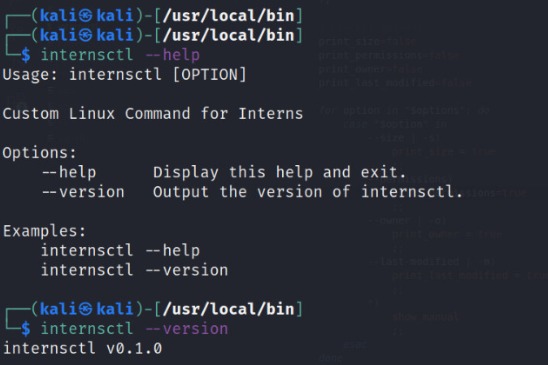 ┌──(kali㉿kali)-[/usr/local/bin]
┌──(kali㉿kali)-[/usr/local/bin]
└─$ internsctl --help
Usage: internsctl [OPTION]
Custom Linux Command for Interns
Options:
--help Display this help and exit.
--version Output the version of internsctl.
Examples:
internsctl --help
internsctl --version
┌──(kali㉿kali)-[/usr/local/bin]
└─$ internsctl --version
internsctl v0.1.0